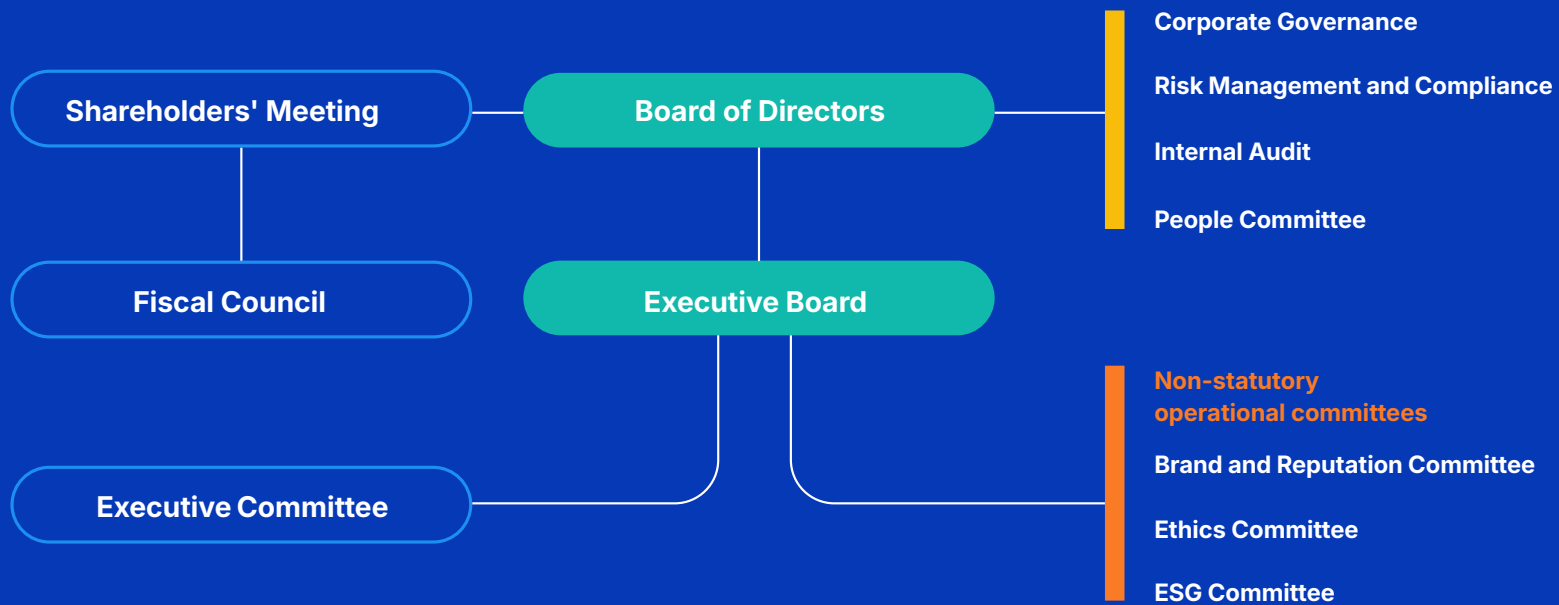 Shareholders' Meeting
Board of Directors
Corporate Governance
Risk Management and Compliance
Internal Audit
People Committee
Fiscal Council
Executive Board
Executive Committee
Non-statutory
operational committees
Brand and Reputation Committee
Ethics Committee
ESG Committee